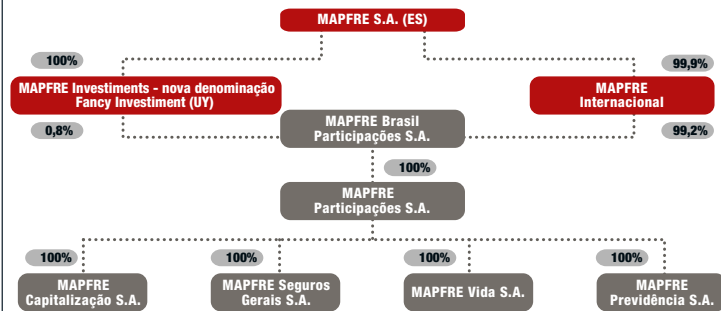 MAPFRE S.A. (ES)
100%
99,9%
MAPFRE Investiments - nova denominação
Fancy Investiment (UY)
MAPFRE
Internacional
0,8%
MAPFRE Brasil
Participações S.A.
99,2%
100%
MAPFRE
Participações S.A.
100%
100%
100%
100%
MAPFRE
Capitalização S.A.
MAPFRE Seguros
Gerais S.A.
MAPFRE Vida S.A.
MAPFRE
Previdência S.A.